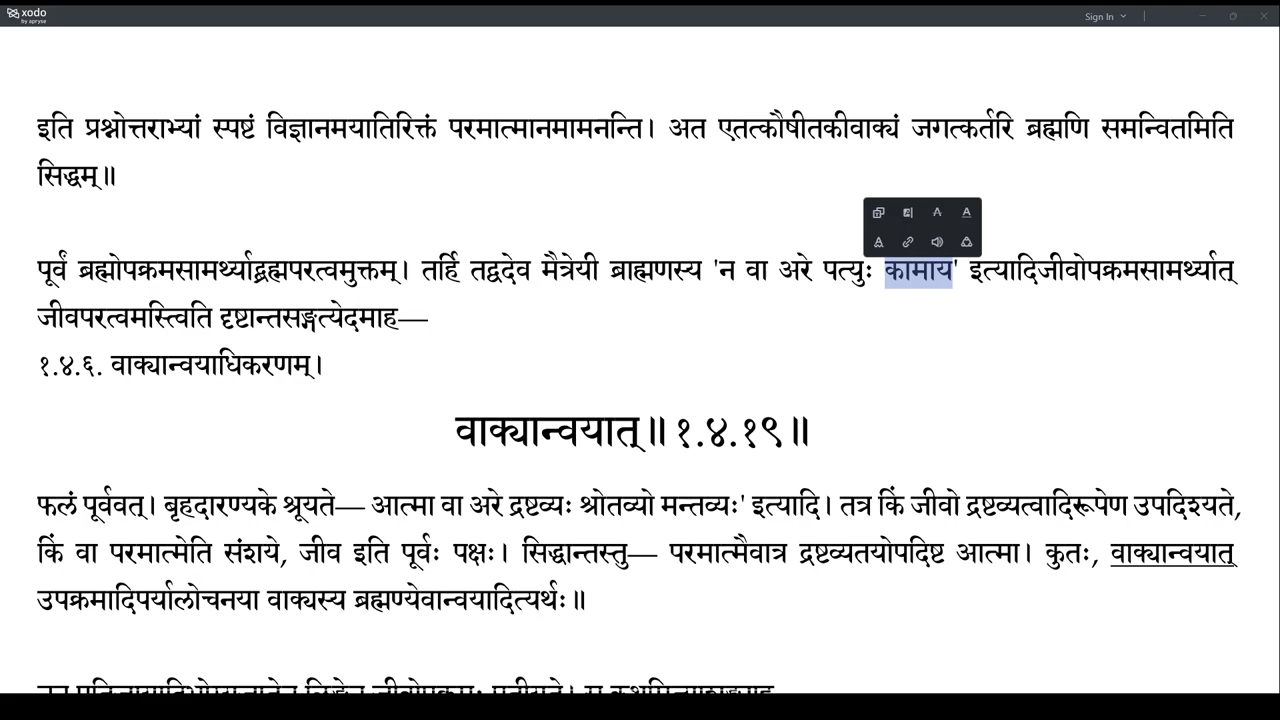 xodo
by apryse
Sign In
इति प्रश्नोत्तराभ्यां स्पष्टं विज्ञानमयातिरिक्तं परमात्मानमामनन्ति। अत एतत्कौषीतकीवाक्यं जगत्कर्तरि ब्रह्मणि समन्वितमिति
सिद्धम्॥
पूर्वं ब्रह्मोपक्रमसामर्थ्याद्ब्रह्मपरत्वमुक्तम्। तर्हि तद्वदेव मैत्रेयी ब्राह्मणस्य 'न वा अरे पत्युः कामाय' इत्यादिजीवोपक्रमसामर्थ्यात्
जीवपरत्वमस्त्विति दृष्टान्तसङ्गत्येदमाह—
१.४.६. वाक्यान्वयाधिकरणम्।
वाक्यान्वयात्॥१.४.१९॥
फलं पूर्ववत्। बृहदारण्यके श्रूयते— आत्मा वा अरे द्रष्टव्यः श्रोतव्यो मन्तव्यः' इत्यादि। तत्र किं जीवो द्रष्टव्यत्वादिरूपेण उपदिश्यते,
किं वा परमात्मेति संशये, जीव इति पूर्वः पक्षः। सिद्धान्तस्तु— परमात्मैवात्र द्रष्टव्यतयोपदिष्ट आत्मा। कुतः, वाक्यान्वयात्
उपक्रमादिपर्यालोचनया वाक्यस्य ब्रह्मण्येवान्वयादित्यर्थः॥